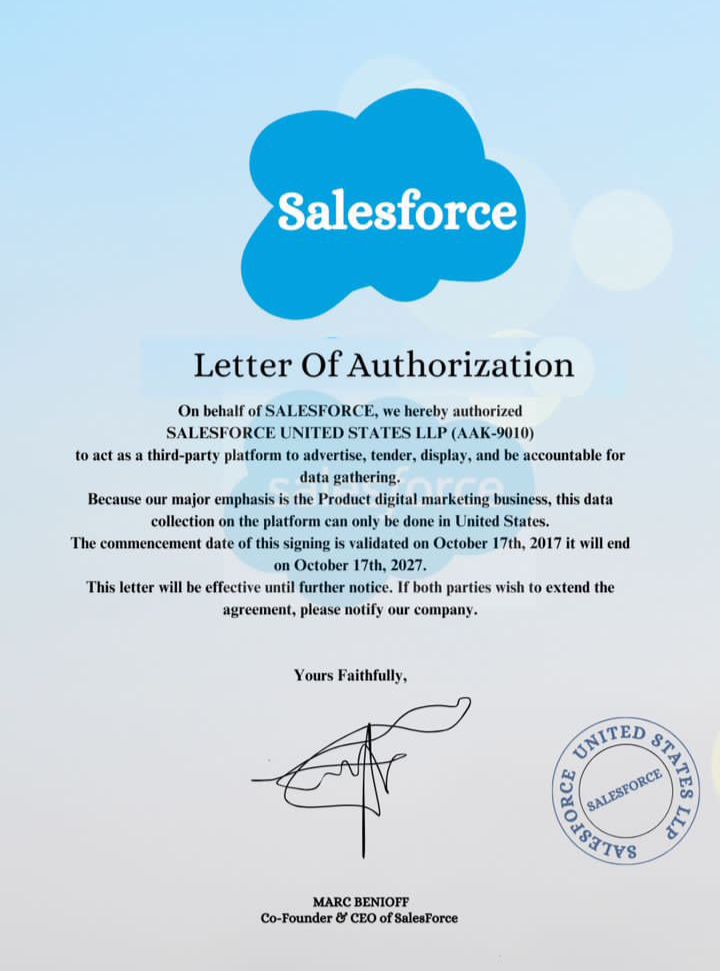 Salesforce
Letter Of Authorization
On behalf of SALESFORCE, we hereby authorized
SALESFORCE UNITED STATES LLP (AAK-9010)
to act as a third-party platform to advertise, tender, display, and be accountable for
data gathering.
Because our major emphasis is the Product digital marketing business, this data
collection on the platform can only be done in United States.
The commencement date of this signing is validated on October 17th, 2017 it will end
on October 17th, 2027.
This letter will be effective until further notice. If both parties wish to extend the
agreement, please notify our company.
salesforce
Yours Faithfully,
SALESFORCE UNITED STATES LLP
SALESFORCE
MARC BENIOFF
Co-Founder & CEO of SalesForce